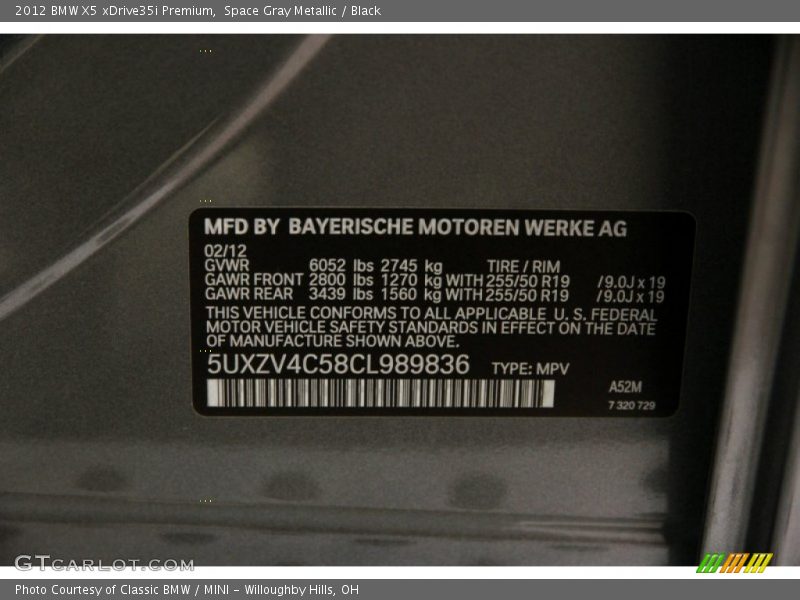 2012 BMW X5 xDrive35i Premium, Space Gray Metallic / Black
MFD BY BAYERISCHE MOTOREN WERKE AG
02/12
GVWR 6052 lbs 2745 kg TIRE / RIM
GAWR FRONT 2800 lbs 1270 kg WITH 255/50 R19 /9.0J x 19
GAWR REAR 3439 lbs 1560 kg WITH 255/50 R19 /9.0J x 19
THIS VEHICLE CONFORMS TO ALL APPLICABLE U. S. FEDERAL
MOTOR VEHICLE SAFETY STANDARDS IN EFFECT ON THE DATE
OF MANUFACTURE SHOWN ABOVE.
5UXZV4C58CL989836 TYPE: MPV
A52M
7 320 729
GTCARLOT.COM
Photo Courtesy of Classic BMW / MINI - Willoughby Hills, OH